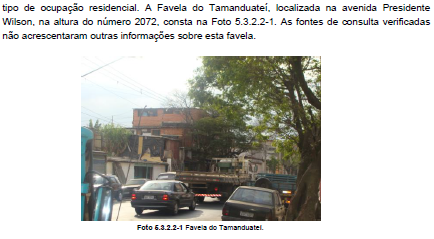 tipo de ocupação residencial. A Favela do Tamanduateí, localizada na avenida Presidente
Wilson, na altura do número 2072, consta na Foto 5.3.2.2-1. As fontes de consulta verificadas
não acrescentaram outras informações sobre esta favela.
Foto 5.3.2.2-1 Favela do Tamanduateí.